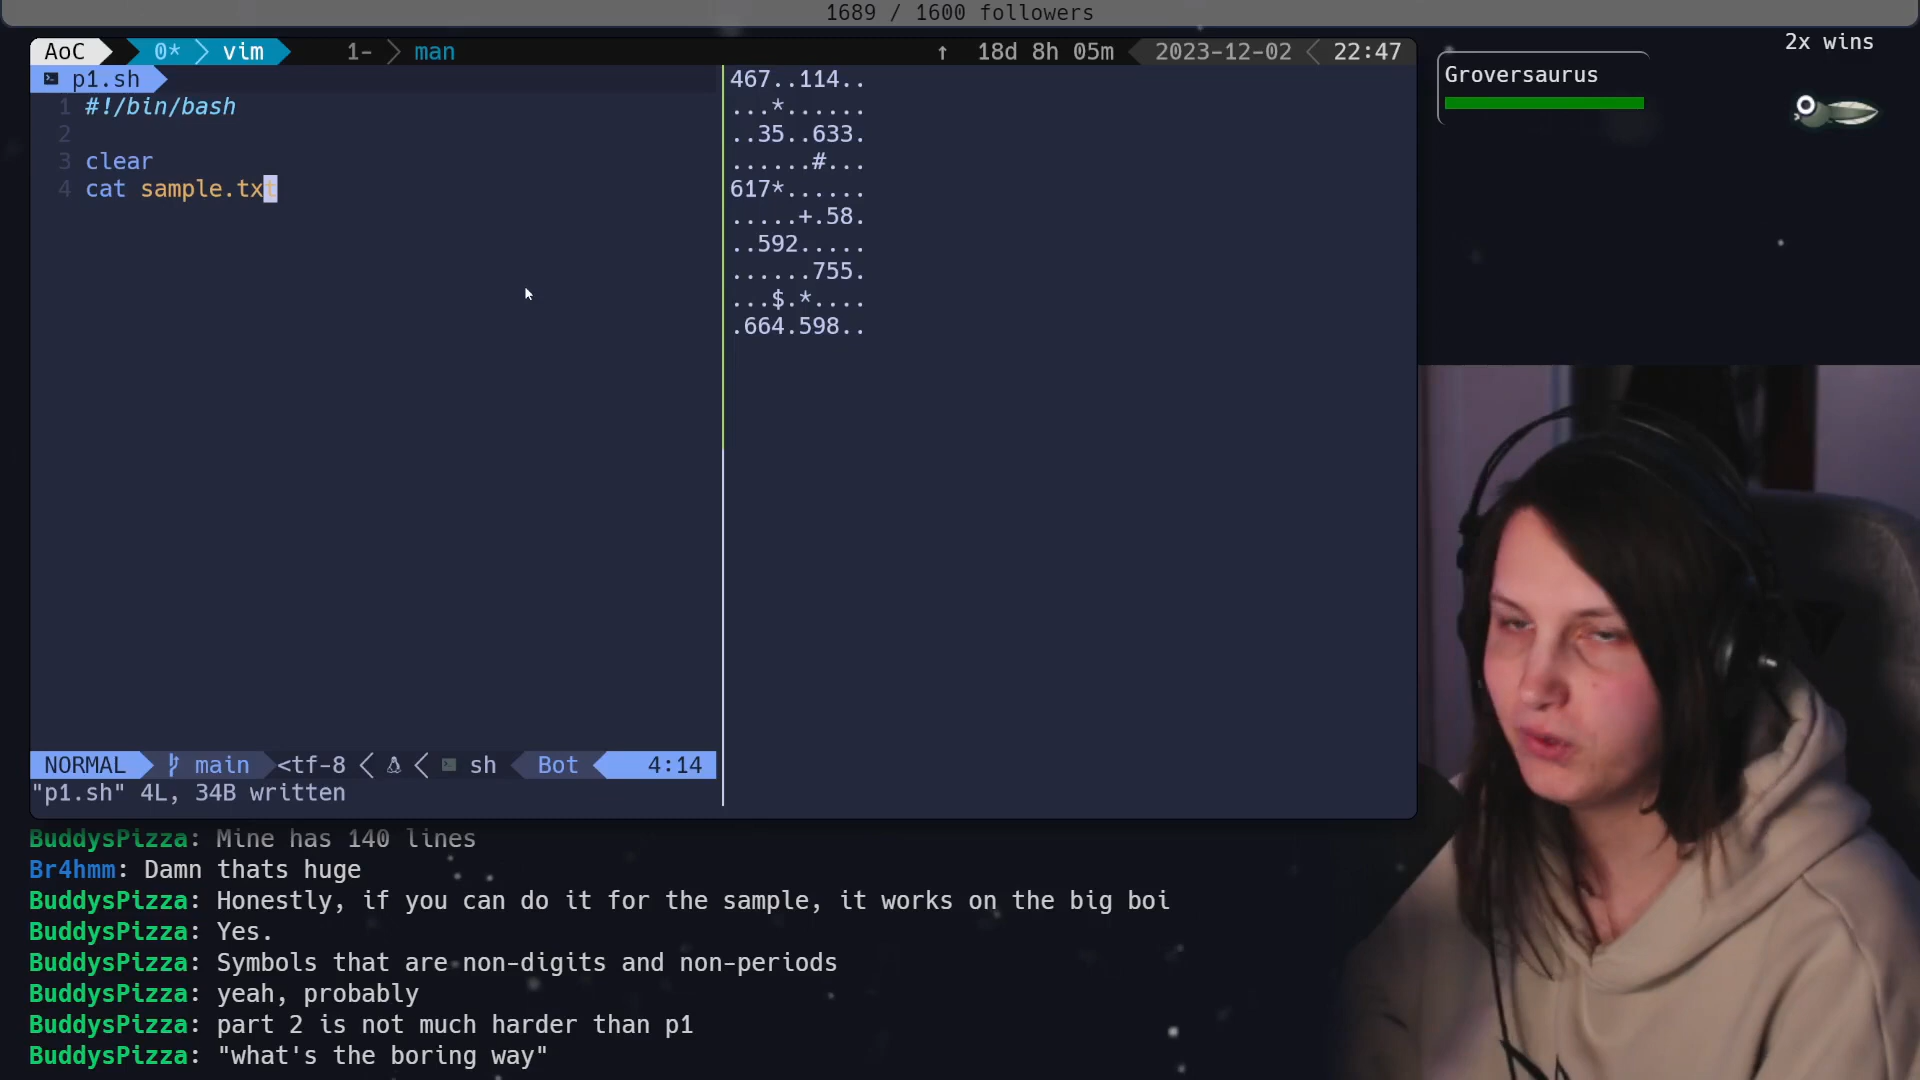 1689 / 1600 followers
AoC 0* vim 1- man ↑ 18d 8h 05m 2023-12-02 22:47
2x wins
Groversaurus
p1.sh
1 #!/bin/bash
2
3 clear
4 cat sample.txt
467..114..
...*......
..35..633.
......#...
617*......
.....+.58.
..592.....
......755.
...$.*....
.664.598..
NORMAL main <tf-8 sh Bot 4:14
"p1.sh" 4L, 34B written
BuddysPizza: Mine has 140 lines
Br4hmm: Damn thats huge
BuddysPizza: Honestly, if you can do it for the sample, it works on the big boi
BuddysPizza: Yes.
BuddysPizza: Symbols that are non-digits and non-periods
BuddysPizza: yeah, probably
BuddysPizza: part 2 is not much harder than p1
BuddysPizza: "what's the boring way"